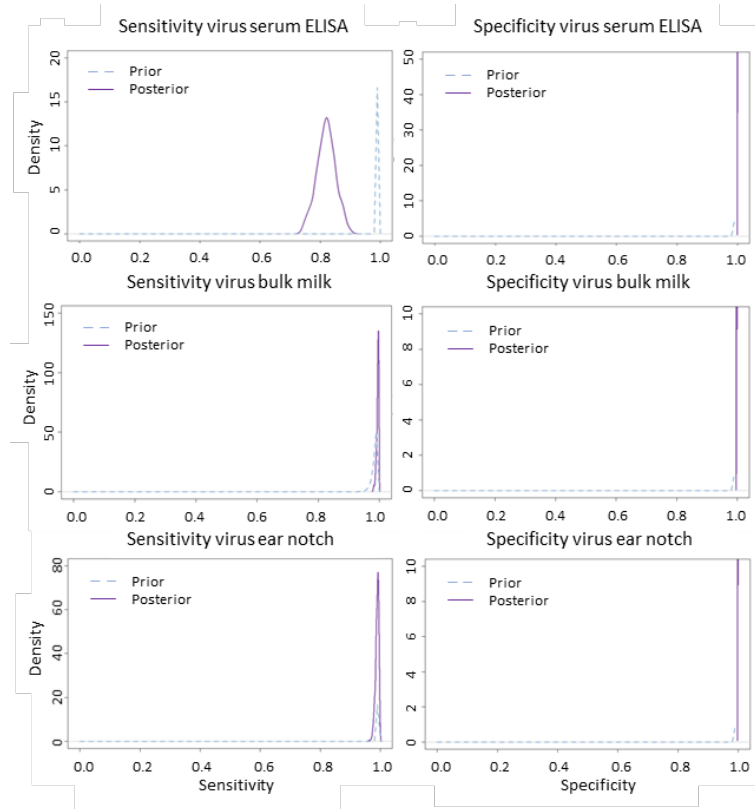 Sensitivity virus serum ELISA
Specificity virus serum ELISA
20
15
10
5
0
Density
Prior
Posterior
0.0 0.2 0.4 0.6 0.8 1.0
50
40
30
20
10
0
Prior
Posterior
0.0 0.2 0.4 0.6 0.8 1.0
Sensitivity virus bulk milk
Specificity virus bulk milk
150
100
50
0
Density
Prior
Posterior
0.0 0.2 0.4 0.6 0.8 1.0
10
8
6
4
2
0
Prior
Posterior
0.0 0.2 0.4 0.6 0.8 1.0
Sensitivity virus ear notch
Specificity virus ear notch
80
60
40
20
0
Density
Prior
Posterior
0.0 0.2 0.4 0.6 0.8 1.0
Sensitivity
10
8
6
4
2
0
Prior
Posterior
0.0 0.2 0.4 0.6 0.8 1.0
Specificity